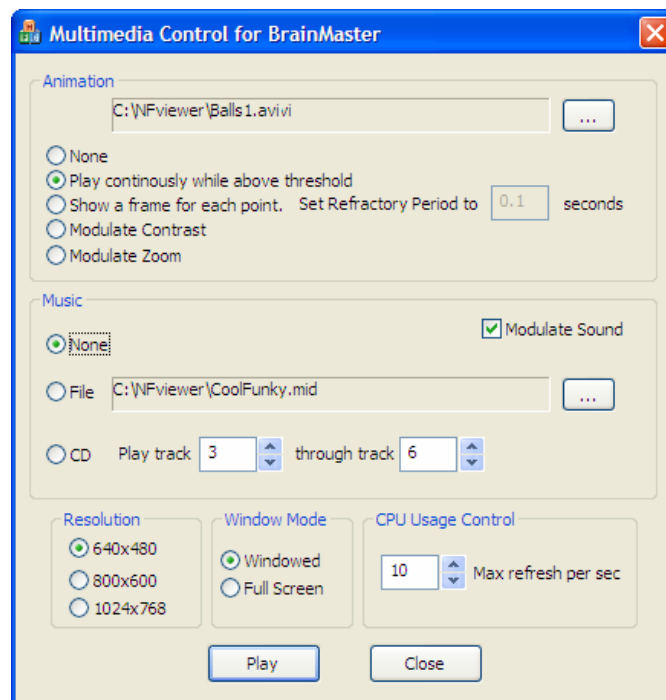 Multimedia Control for BrainMaster
Animation
C:\NFviewer\Balls1.avivi
...
None
Play continously while above threshold
Show a frame for each point. Set Refractory Period to 0.1 seconds
Modulate Contrast
Modulate Zoom
Music
Modulate Sound
None
File C:\NFviewer\CoolFunky.mid ...
CD Play track 3 through track 6
Resolution Window Mode CPU Usage Control
640x480
Windowed
10 Max refresh per sec
800x600
Full Screen
1024x768
Play Close